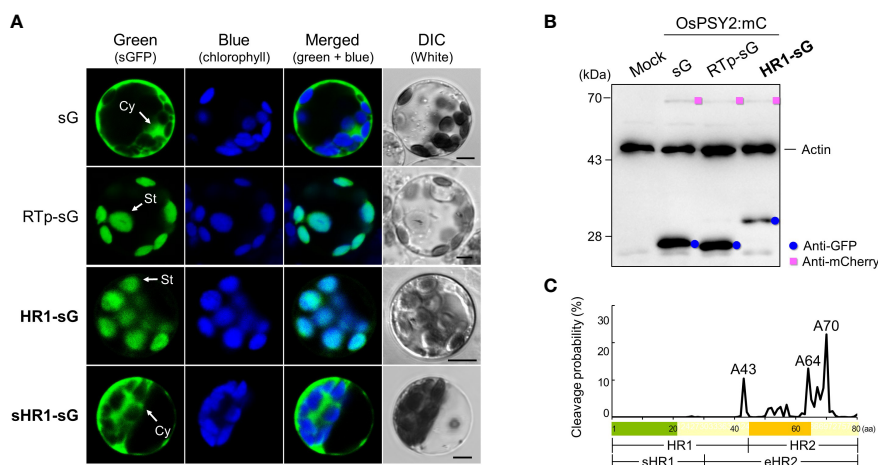 A
Green Blue Merged DIC
(sGFP) (chlorophyll) (green + blue) (White)
sG
Cy
RTp-sG
St
HR1-sG
St
sHR1-sG
Cy
B
OsPSY2:mC
Mock sG RTp-sG HR1-sG
(kDa)
70
43
28
Actin
Anti-GFP
Anti-mCherry
C
Cleavage probability (%)
30
20
10
0
A43
A64
A70
1 20 40 60 80 (aa)
HR1 HR2
sHR1 eHR2